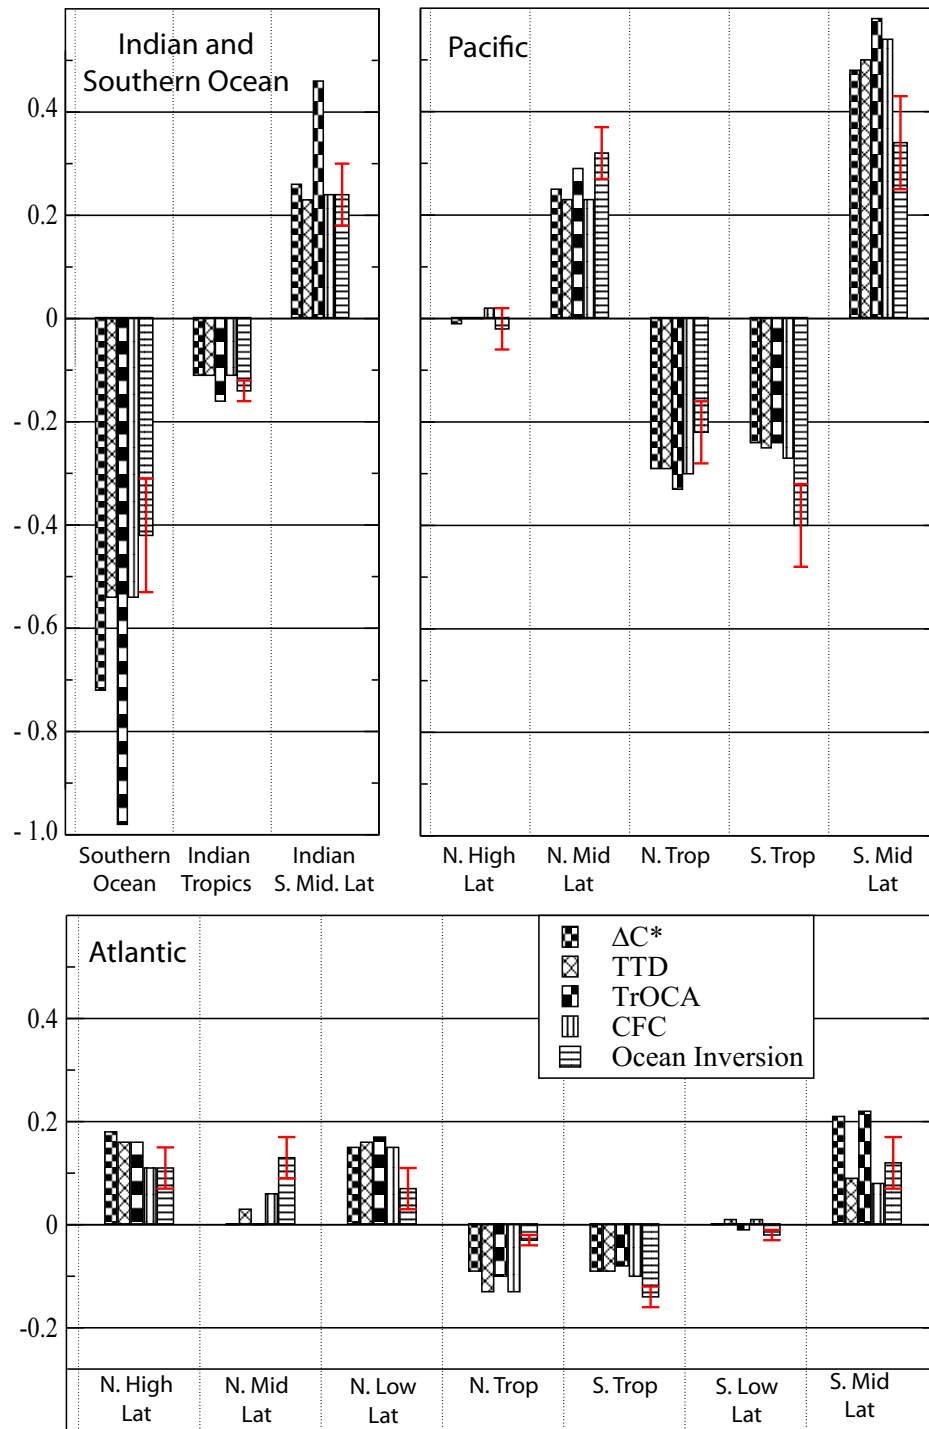 Indian and
Southern Ocean
Pacific
0.4
0.2
0
- 0.2
- 0.4
- 0.6
- 0.8
- 1.0
Southern
Ocean
Indian
Tropics
Indian
S. Mid. Lat
N. High
Lat
N. Mid
Lat
N. Trop
S. Trop
S. Mid
Lat
Atlantic
ΔC*
TTD
TrOCA
CFC
Ocean Inversion
0.4
0.2
0
-0.2
N. High
Lat
N. Mid
Lat
N. Low
Lat
N. Trop
S. Trop
S. Low
Lat
S. Mid
Lat